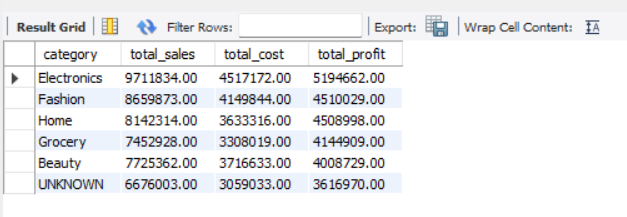 Result Grid Filter Rows: Export: Wrap Cell Content: IA
category total_sales total_cost total_profit
Electronics 9711834.00 4517172.00 5194662.00
Fashion 8659873.00 4149844.00 4510029.00
Home 8142314.00 3633316.00 4508998.00
Grocery 7452928.00 3308019.00 4144909.00
Beauty 7725362.00 3716633.00 4008729.00
UNKNOWN 6676003.00 3059033.00 3616970.00